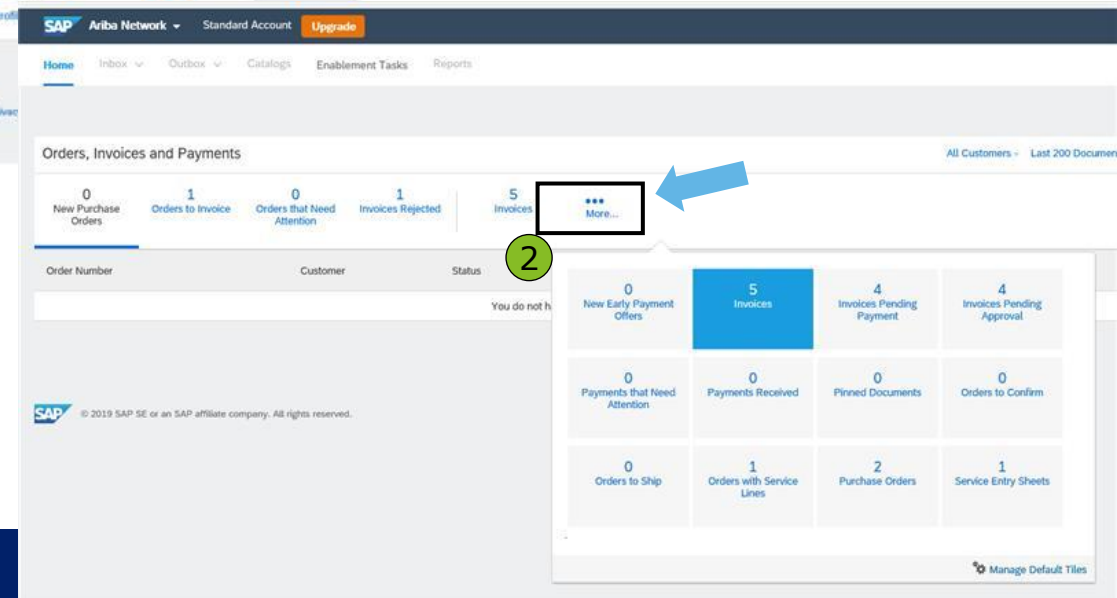 SAP Ariba Network Standard Account Upgrade
Home Inbox Outbox Catalogs Enablement Tasks Reports
Orders, Invoices and Payments
All Customers Last 200
0
New Purchase
Orders
1
Orders to Invoice
0
Orders that Need
Attention
1
Invoices Rejected
5
Invoices
More...
2
Order Number Customer Status
You do not
0
New Early Payment
Offers
5
Invoices
4
Invoices Pending
Payment
4
Invoices Pending
Approval
0
Payments that Need
Attention
0
Payments Received
0
Pinned Documents
0
Orders to Confirm
0
Orders to Ship
1
Orders with Service
Lines
2
Purchase Orders
1
Service Entry Sheets
Manage Default Tiles
SAP © 2019 SAP SE or an SAP affiliate company. All rights reserved.